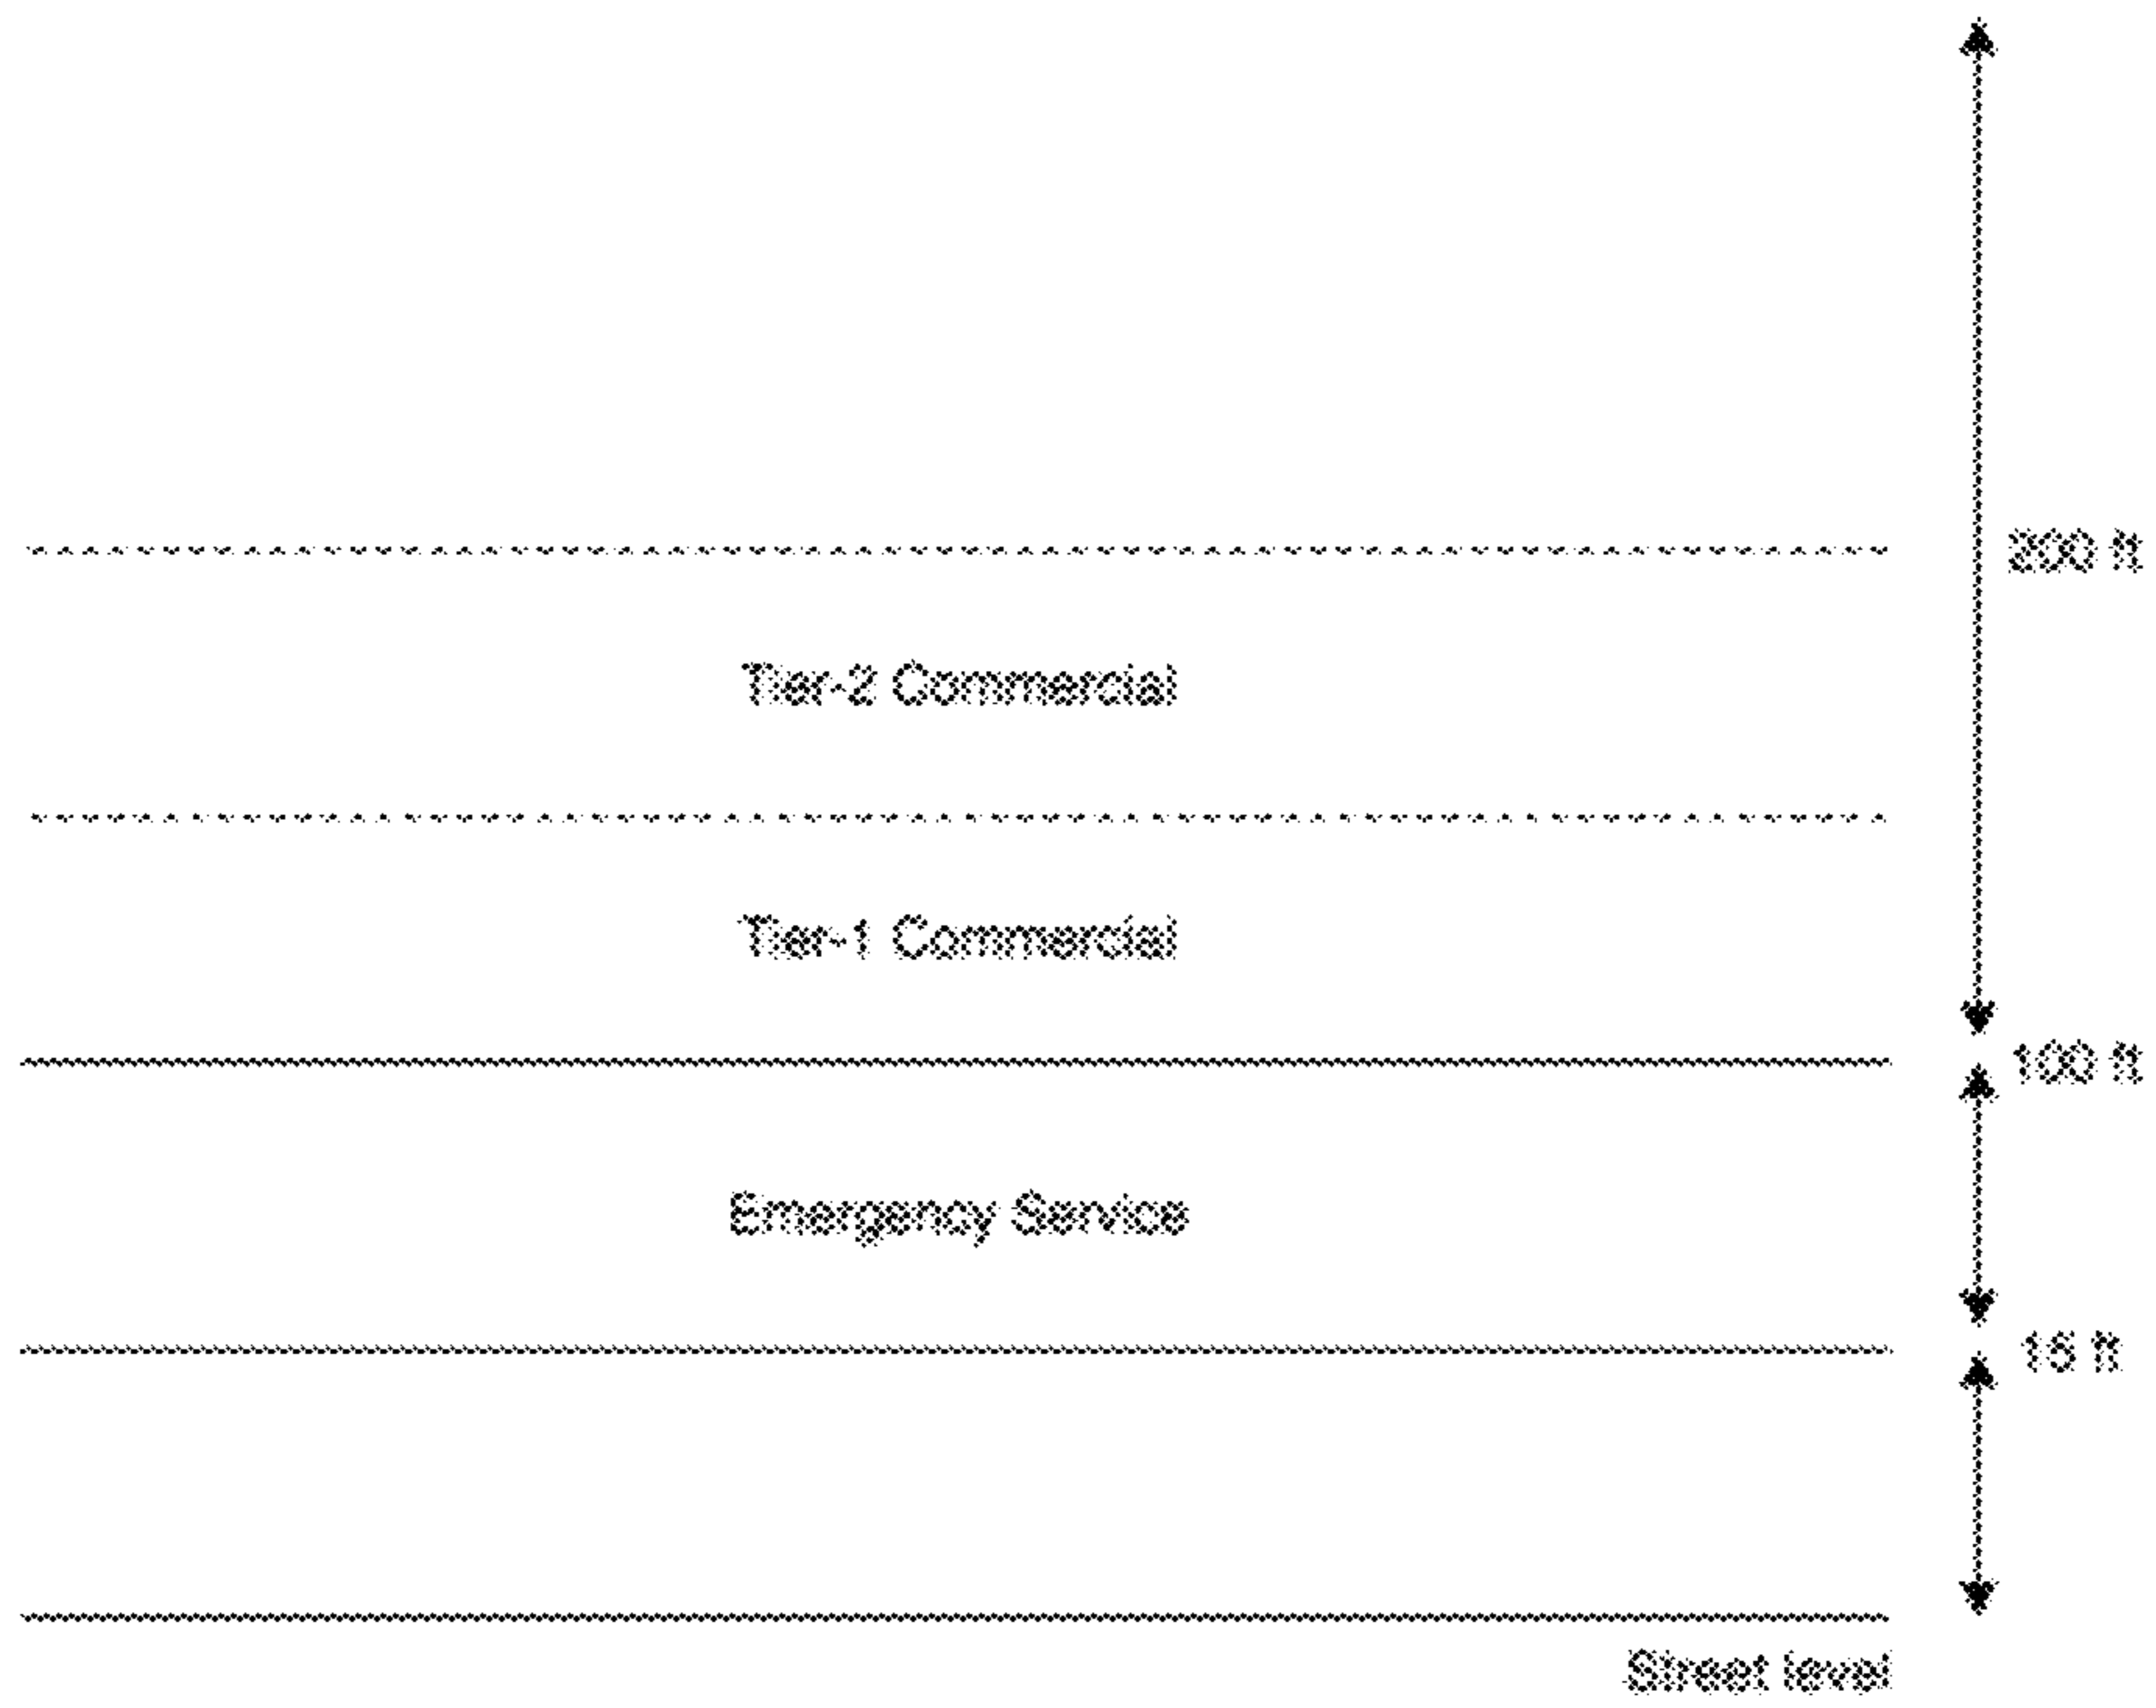 200 ft
Tier-2 Commercial
Tier-1 Commercial
100 ft
Emergency Service
15 ft
Street level